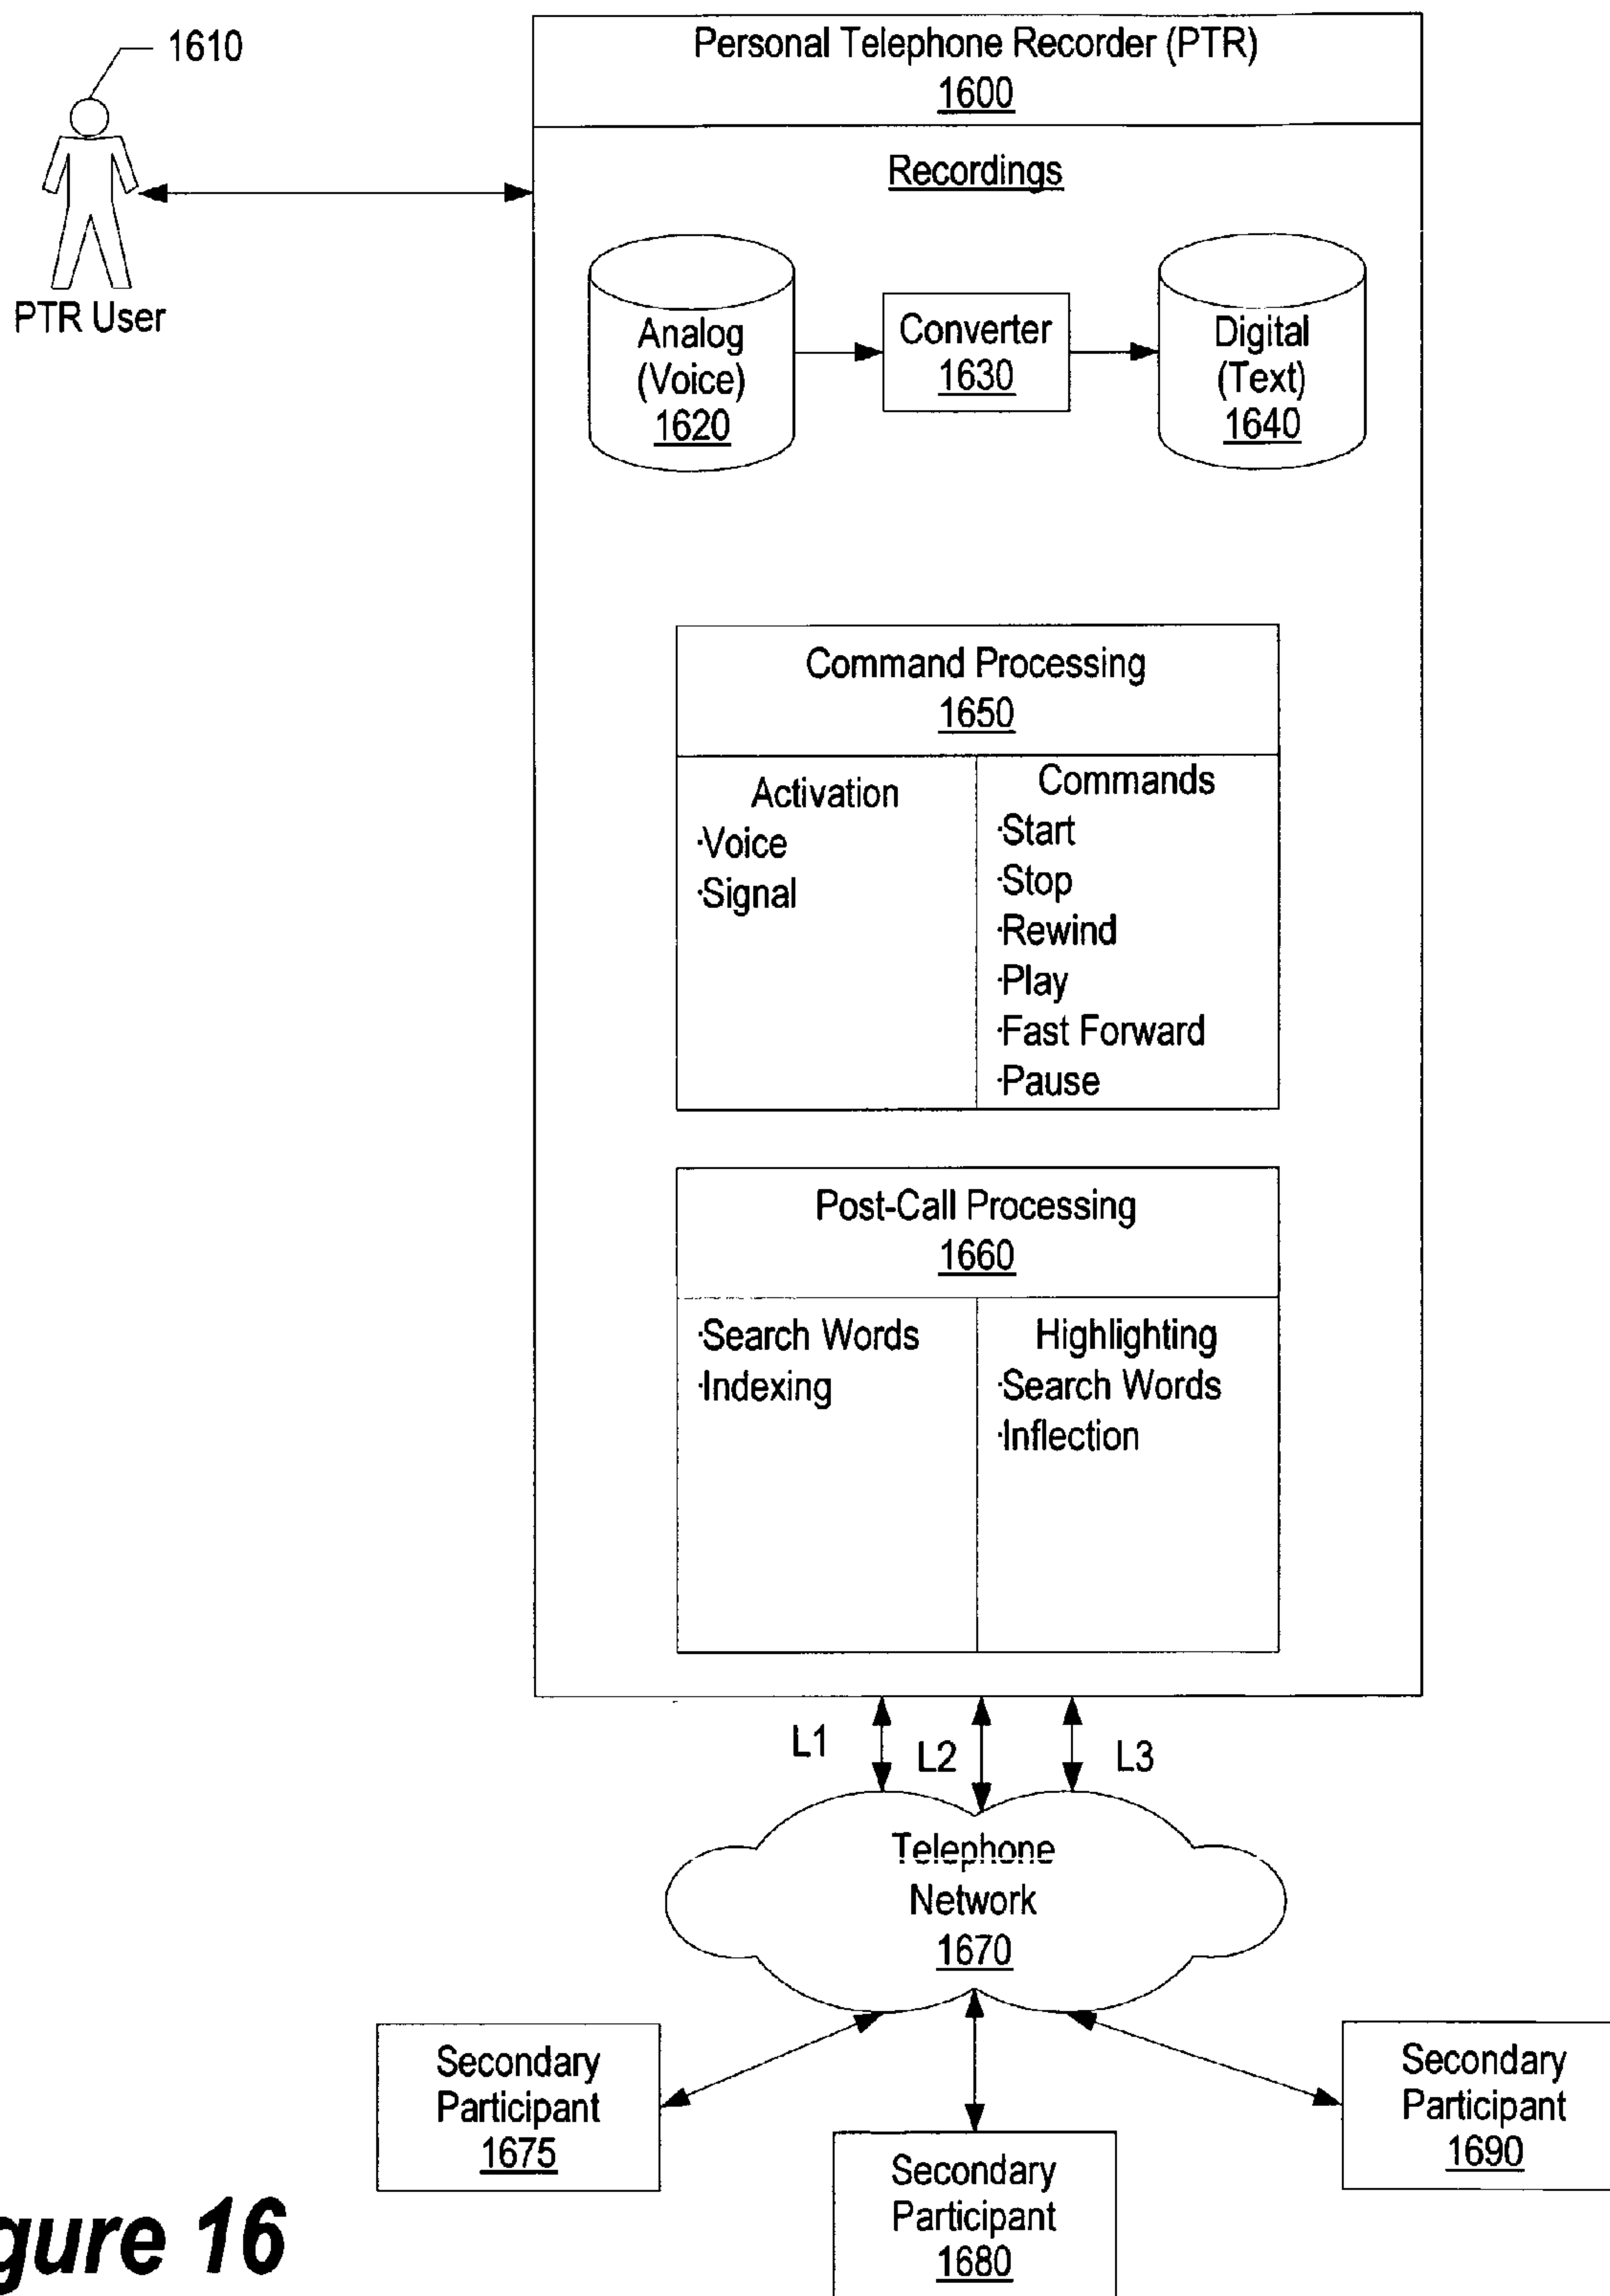 1610
PTR User
Personal Telephone Recorder (PTR)
1600
Recordings
Analog
(Voice)
1620
Converter
1630
Digital
(Text)
1640
Command Processing
1650
Activation
·Voice
·Signal
Commands
·Start
·Stop
·Rewind
·Play
·Fast Forward
·Pause
Post-Call Processing
1660
·Search Words
·Indexing
Highlighting
·Search Words
·Inflection
L1
L2
L3
Telephone
Network
1670
Secondary
Participant
1675
Secondary
Participant
1680
Secondary
Participant
1690
gure 16